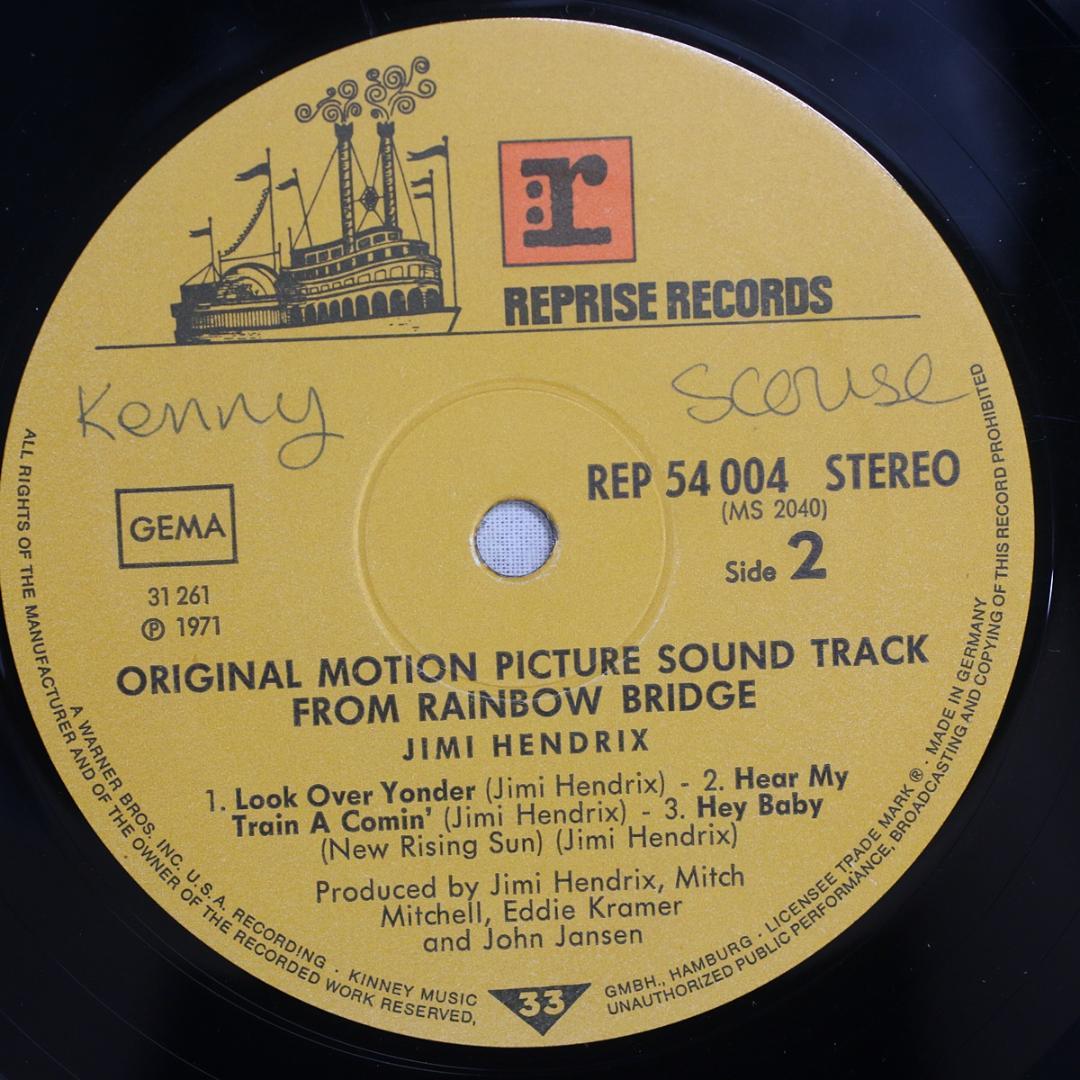 r
REPRISE RECORDS
Kenny
Scouse
REP 54 004 STEREO
(MS 2040)
Side 2
GEMA
31 261
℗ 1971
ORIGINAL MOTION PICTURE SOUND TRACK
FROM RAINBOW BRIDGE
JIMI HENDRIX
1. Look Over Yonder (Jimi Hendrix) - 2. Hear My
Train A Comin' (Jimi Hendrix) - 3. Hey Baby
(New Rising Sun) (Jimi Hendrix)
Produced by Jimi Hendrix, Mitch
Mitchell, Eddie Kramer
and John Jansen
33
A WARNER BROS. INC. U.S.A. RECORDING · KINNEY MUSIC GMBH., HAMBURG · LICENSEE TRADE MARK ® · MADE IN GERMANY
ALL RIGHTS OF THE MANUFACTURER AND OF THE OWNER OF THE RECORDED WORK RESERVED, UNAUTHORIZED PUBLIC PERFORMANCE, BROADCASTING AND COPYING OF THIS RECORD PROHIBITED